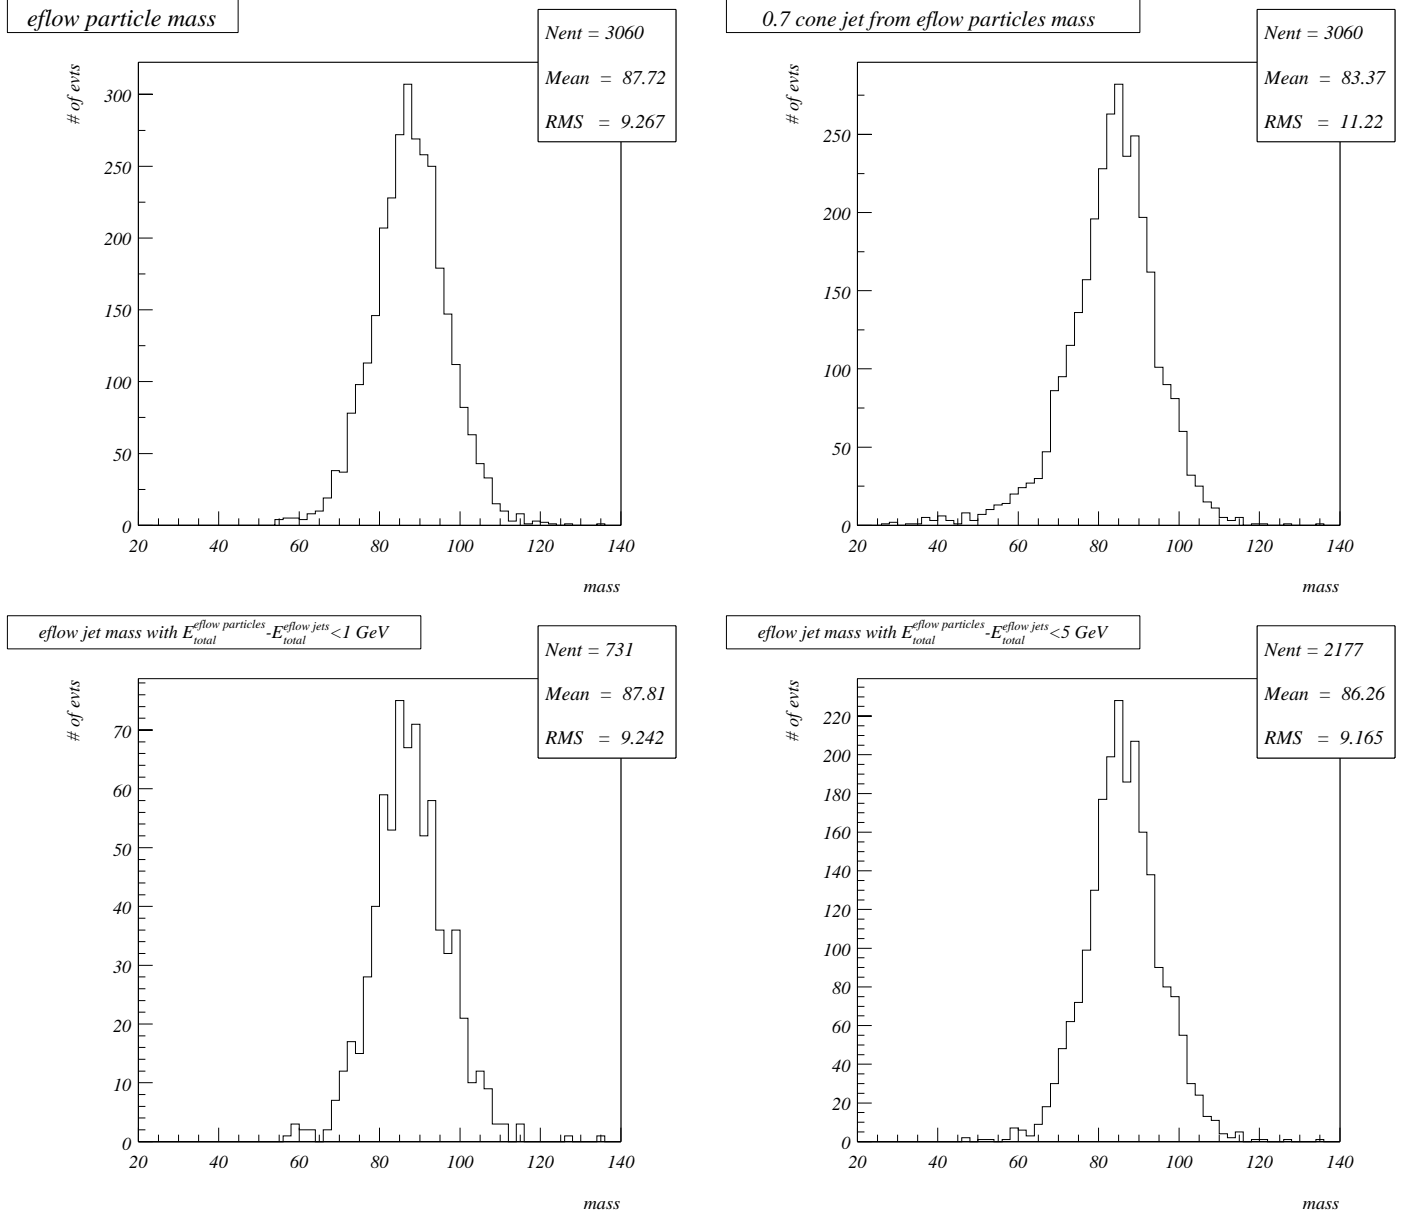 eflow particle mass
Nent = 3060
Mean = 87.72
RMS = 9.267
# of evts
300
250
200
150
100
50
0
20 40 60 80 100 120 140
mass
0.7 cone jet from eflow particles mass
Nent = 3060
Mean = 83.37
RMS = 11.22
# of evts
250
200
150
100
50
0
20 40 60 80 100 120 140
mass
eflow jet mass with E_total^eflow particles-E_total^eflow jets<1 GeV
Nent = 731
Mean = 87.81
RMS = 9.242
# of evts
70
60
50
40
30
20
10
0
20 40 60 80 100 120 140
mass
eflow jet mass with E_total^eflow particles-E_total^eflow jets<5 GeV
Nent = 2177
Mean = 86.26
RMS = 9.165
# of evts
220
200
180
160
140
120
100
80
60
40
20
0
20 40 60 80 100 120 140
mass